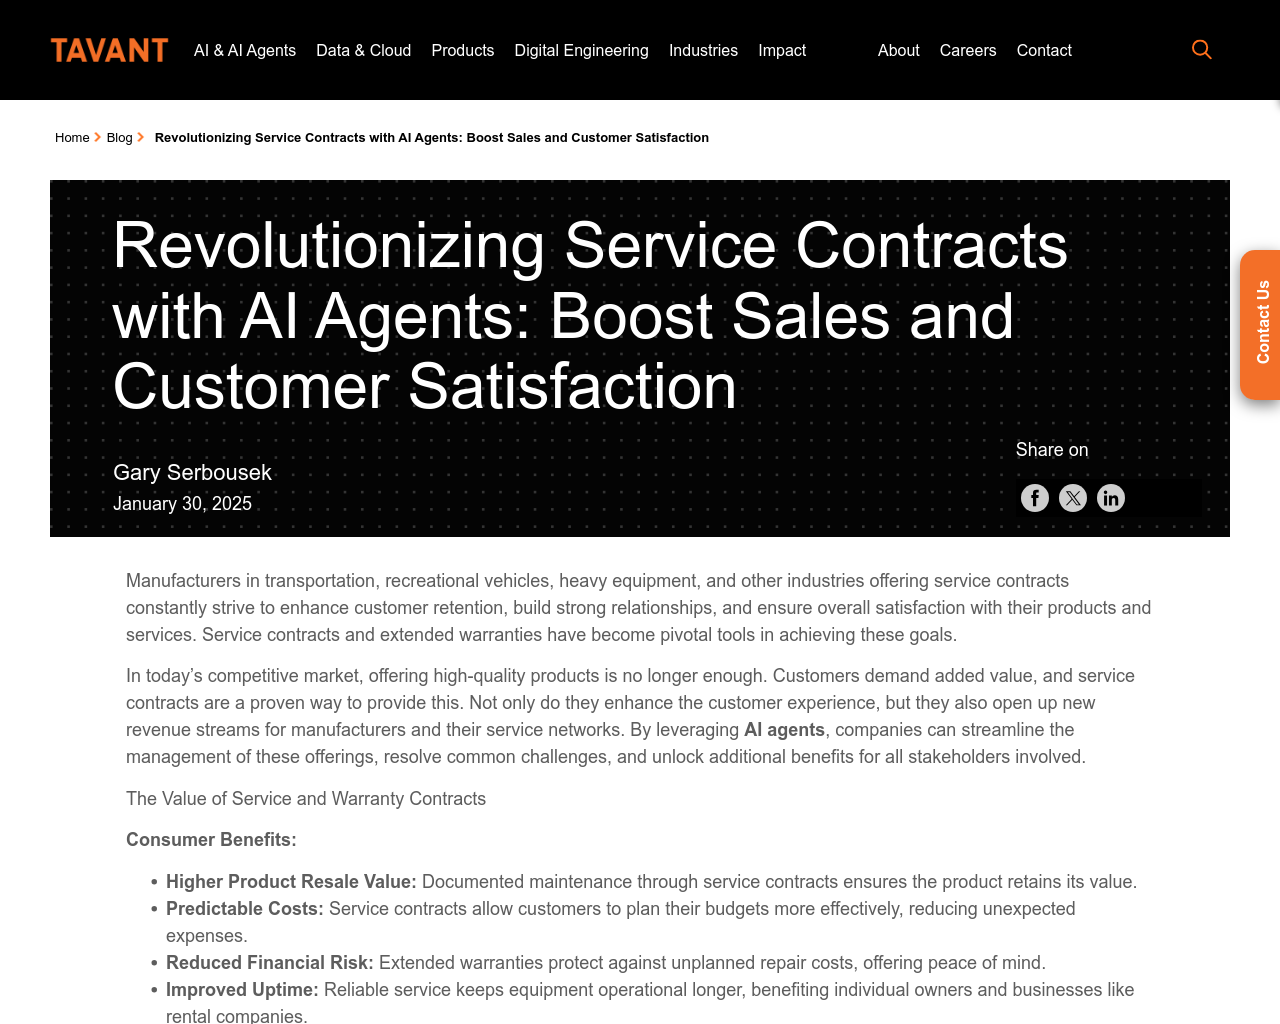 TAVANT
AI & AI Agents Data & Cloud Products Digital Engineering Industries Impact About Careers Contact
Home Blog Revolutionizing Service Contracts with AI Agents: Boost Sales and Customer Satisfaction
Revolutionizing Service Contracts
with AI Agents: Boost Sales and
Customer Satisfaction
Contact Us
Share on
Gary Serbousek
January 30, 2025
Manufacturers in transportation, recreational vehicles, heavy equipment, and other industries offering service contracts
constantly strive to enhance customer retention, build strong relationships, and ensure overall satisfaction with their products and
services. Service contracts and extended warranties have become pivotal tools in achieving these goals.
In today’s competitive market, offering high-quality products is no longer enough. Customers demand added value, and service
contracts are a proven way to provide this. Not only do they enhance the customer experience, but they also open up new
revenue streams for manufacturers and their service networks. By leveraging AI agents, companies can streamline the
management of these offerings, resolve common challenges, and unlock additional benefits for all stakeholders involved.
The Value of Service and Warranty Contracts
Consumer Benefits:
• Higher Product Resale Value: Documented maintenance through service contracts ensures the product retains its value.
• Predictable Costs: Service contracts allow customers to plan their budgets more effectively, reducing unexpected
expenses.
• Reduced Financial Risk: Extended warranties protect against unplanned repair costs, offering peace of mind.
• Improved Uptime: Reliable service keeps equipment operational longer, benefiting individual owners and businesses like
rental companies.